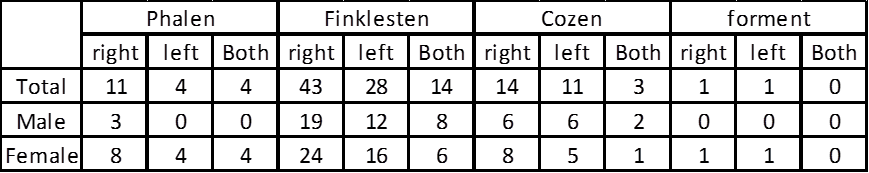 Phalen Finklesten Cozen forment
right left Both right left Both right left Both right left Both
Total 11 4 4 43 28 14 14 11 3 1 1 0
Male 3 0 0 19 12 8 6 6 2 0 0 0
Female 8 4 4 24 16 6 8 5 1 1 1 0